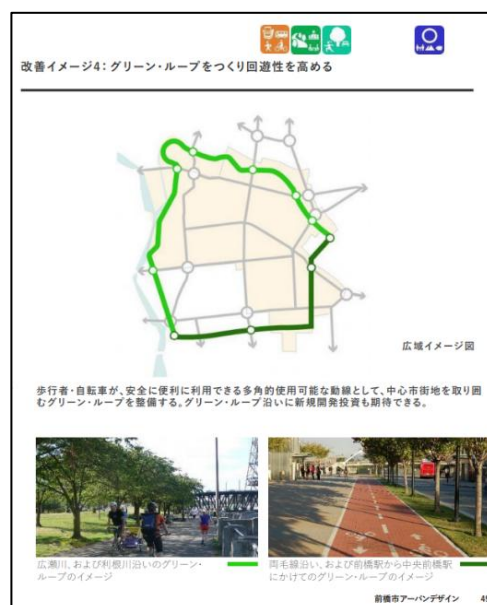 改善イメージ4：グリーン・ループをつくり回遊性を高める
広域イメージ図
歩行者・自転車が、安全に便利に利用できる多角的使用可能な動線として、中心市街地を取り囲
むグリーン・ループを整備する。グリーン・ループ沿いに新規開発投資も期待できる。
広瀬川、および利根川沿いのグリーン・
ループのイメージ
両毛線沿い、および前橋駅から中央前橋駅
にかけてのグリーン・ループのイメージ
前橋市アーバンデザイン 49